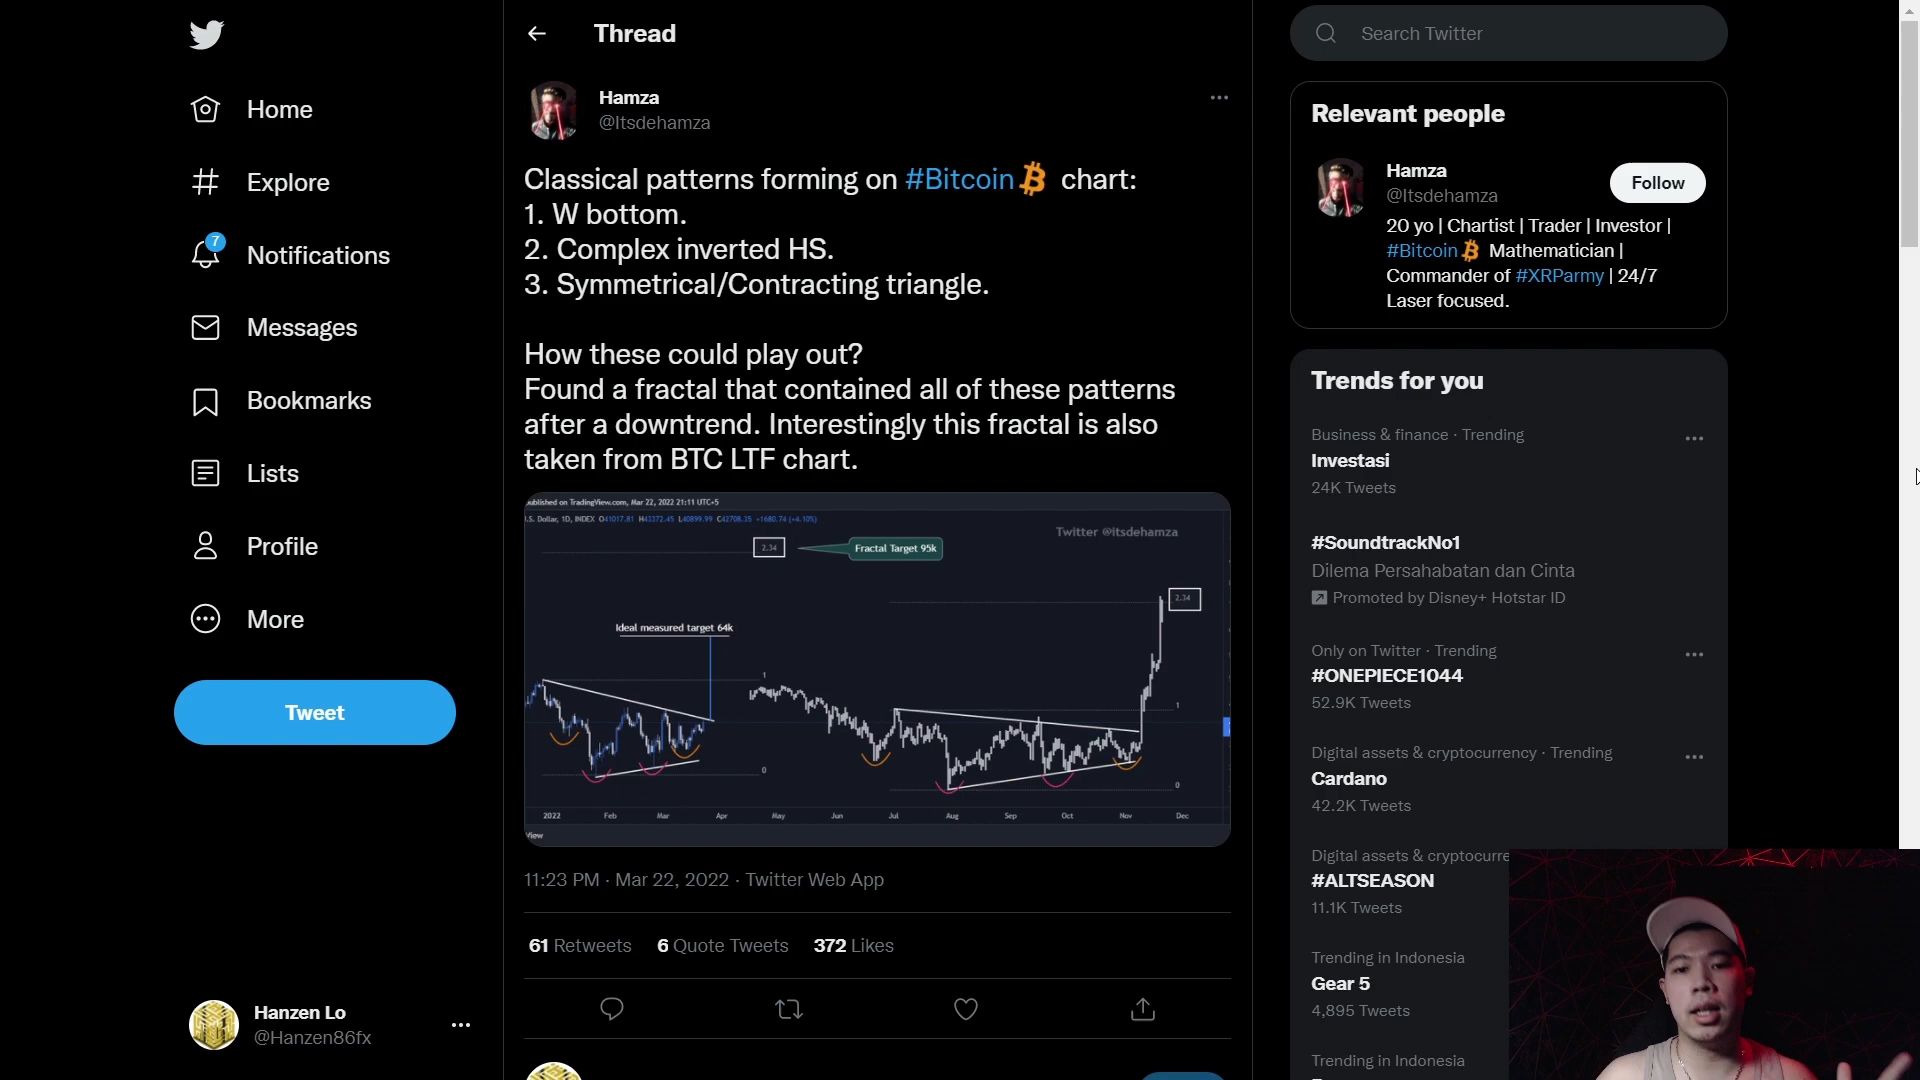 Home
Explore
7
Notifications
Messages
Bookmarks
Lists
Profile
More
Tweet
Hanzen Lo
@Hanzen86fx
Thread
Hamza
@Itsdehamza
Classical patterns forming on #Bitcoin chart:
1. W bottom.
2. Complex inverted HS.
3. Symmetrical/Contracting triangle.
How these could play out?
Found a fractal that contained all of these patterns
after a downtrend. Interestingly this fractal is also
taken from BTC LTF chart.
published on TradingView.com, Mar 22, 2022 21:11 UTC+5
U.S. Dollar, 1D, INDEX O41017.81 H43372.45 L40899.99 C42708.35 +1680.74 (+4.10%)
Twitter @itsdehamza
2.34
Fractal Target 95k
2.34
Ideal measured target 64k
1
1
0
0
2022 Feb Mar Apr May Jun Jul Aug Sep Oct Nov Dec
View
11:23 PM · Mar 22, 2022 · Twitter Web App
61 Retweets 6 Quote Tweets 372 Likes
Search Twitter
Relevant people
Hamza
@Itsdehamza
Follow
20 yo | Chartist | Trader | Investor |
#Bitcoin Mathematician |
Commander of #XRParmy | 24/7
Laser focused.
Trends for you
Business & finance · Trending
Investasi
24K Tweets
#SoundtrackNo1
Dilema Persahabatan dan Cinta
Promoted by Disney+ Hotstar ID
Only on Twitter · Trending
#ONEPIECE1044
52.9K Tweets
Digital assets & cryptocurrency · Trending
Cardano
42.2K Tweets
Digital assets & cryptocurre
#ALTSEASON
11.1K Tweets
Trending in Indonesia
Gear 5
4,895 Tweets
Trending in Indonesia